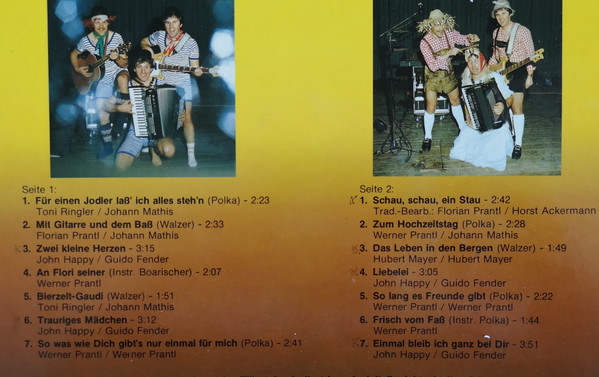 Seite 1:
1. Für einen Jodler laß' ich alles steh'n (Polka) - 2:23
Toni Ringler / Johann Mathis
2. Mit Gitarre und dem Baß (Walzer) - 2:33
Florian Prantl / Johann Mathis
3. Zwei kleine Herzen - 3:15
John Happy / Guido Fender
4. An Flori seiner (Instr. Boarischer) - 2:07
Werner Prantl
5. Bierzelt-Gaudi (Walzer) - 1:51
Toni Ringler / Johann Mathis
6. Trauriges Mädchen - 3:12
John Happy / Guido Fender
7. So was wie Dich gibt's nur einmal für mich (Polka) - 2:41
Werner Prantl / Werner Prantl
Seite 2:
1. Schau, schau, ein Stau - 2:42
Trad.-Bearb.: Florian Prantl / Horst Ackermann
2. Zum Hochzeitstag (Polka) - 2:28
Werner Prantl / Johann Mathis
3. Das Leben in den Bergen (Walzer) - 1:49
Hubert Mayer / Hubert Mayer
4. Liebelei - 3:05
John Happy / Guido Fender
5. So lang es Freunde gibt (Polka) - 2:22
Werner Prantl / Werner Prantl
6. Frisch vom Faß (Instr. Polka) - 1:44
Werner Prantl
7. Einmal bleib ich ganz bei Dir - 3:51
John Happy / Guido Fender